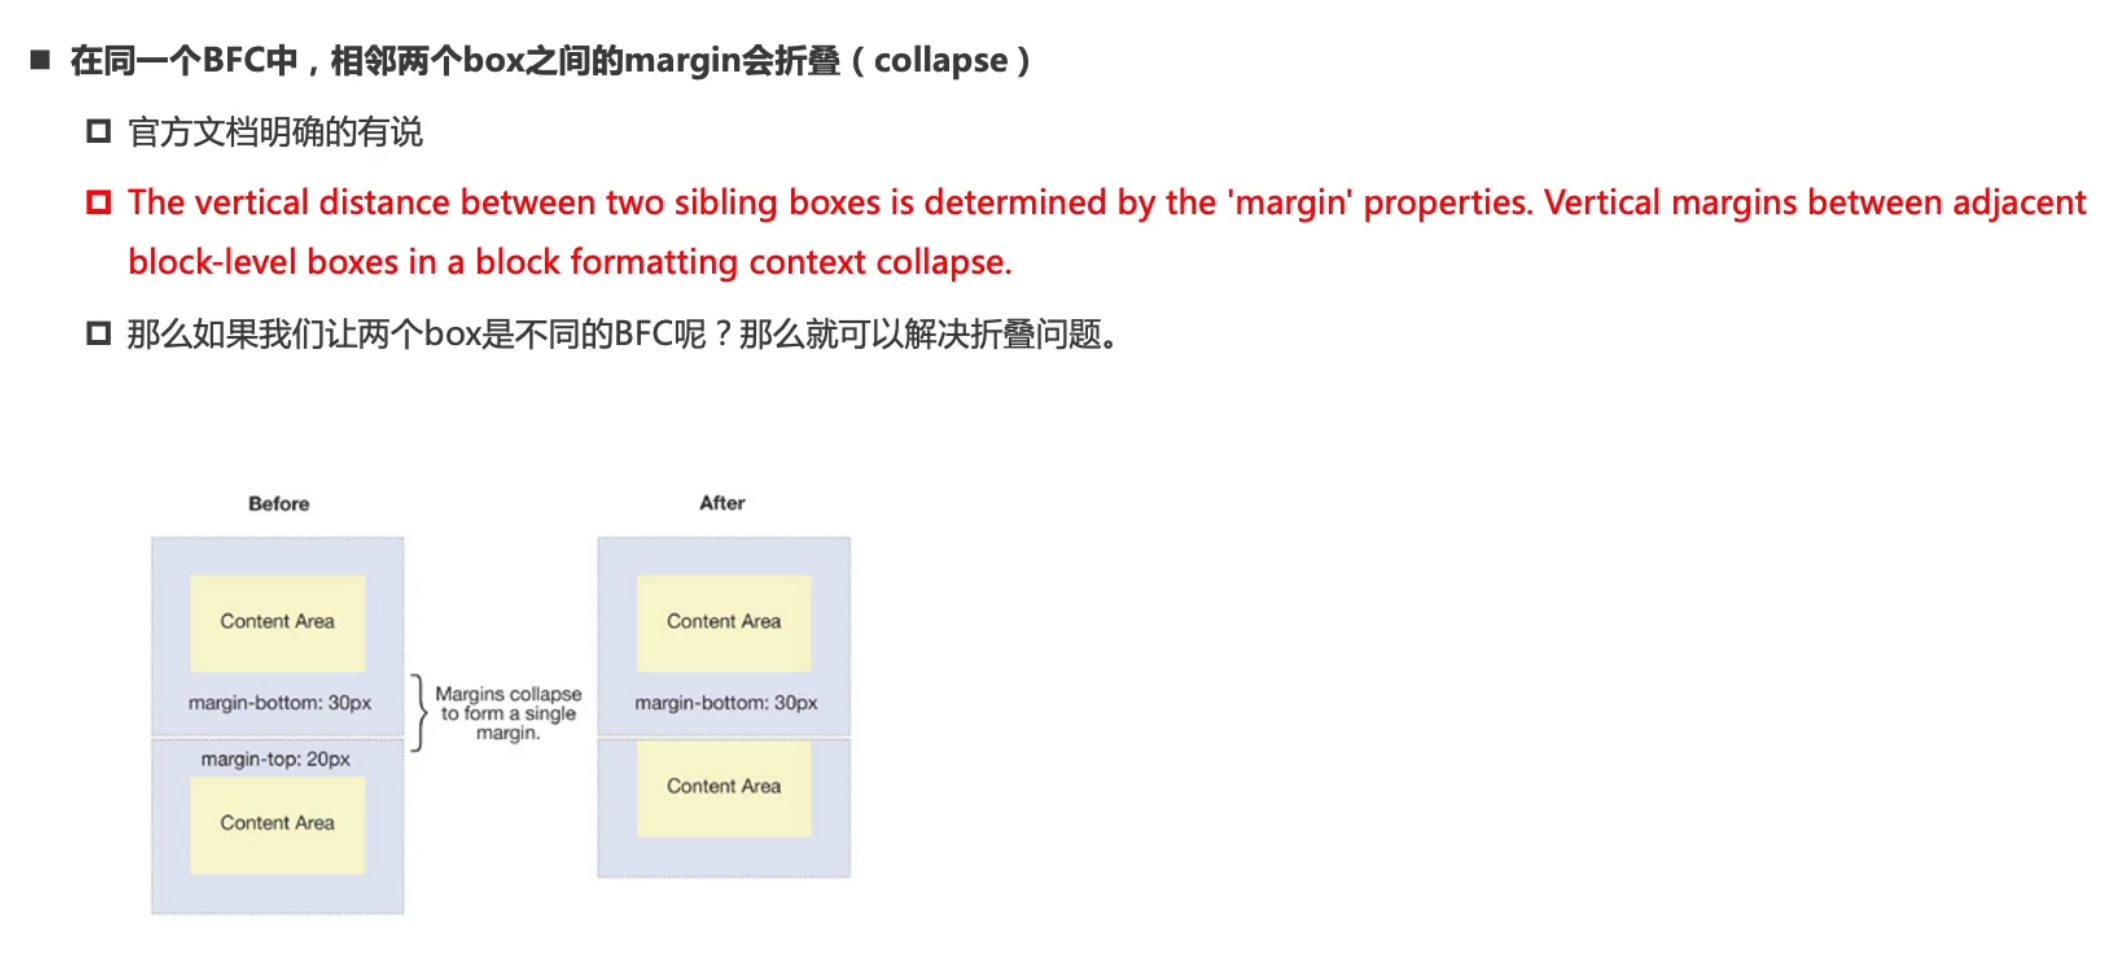 在同一个BFC中，相邻两个box之间的margin会折叠（collapse）
官方文档明确的有说
The vertical distance between two sibling boxes is determined by the 'margin' properties. Vertical margins between adjacent
block-level boxes in a block formatting context collapse.
那么如果我们让两个box是不同的BFC呢？那么就可以解决折叠问题。
Before
After
Content Area
Content Area
margin-bottom: 30px
Margins collapse
to form a single
margin.
margin-bottom: 30px
margin-top: 20px
Content Area
Content Area